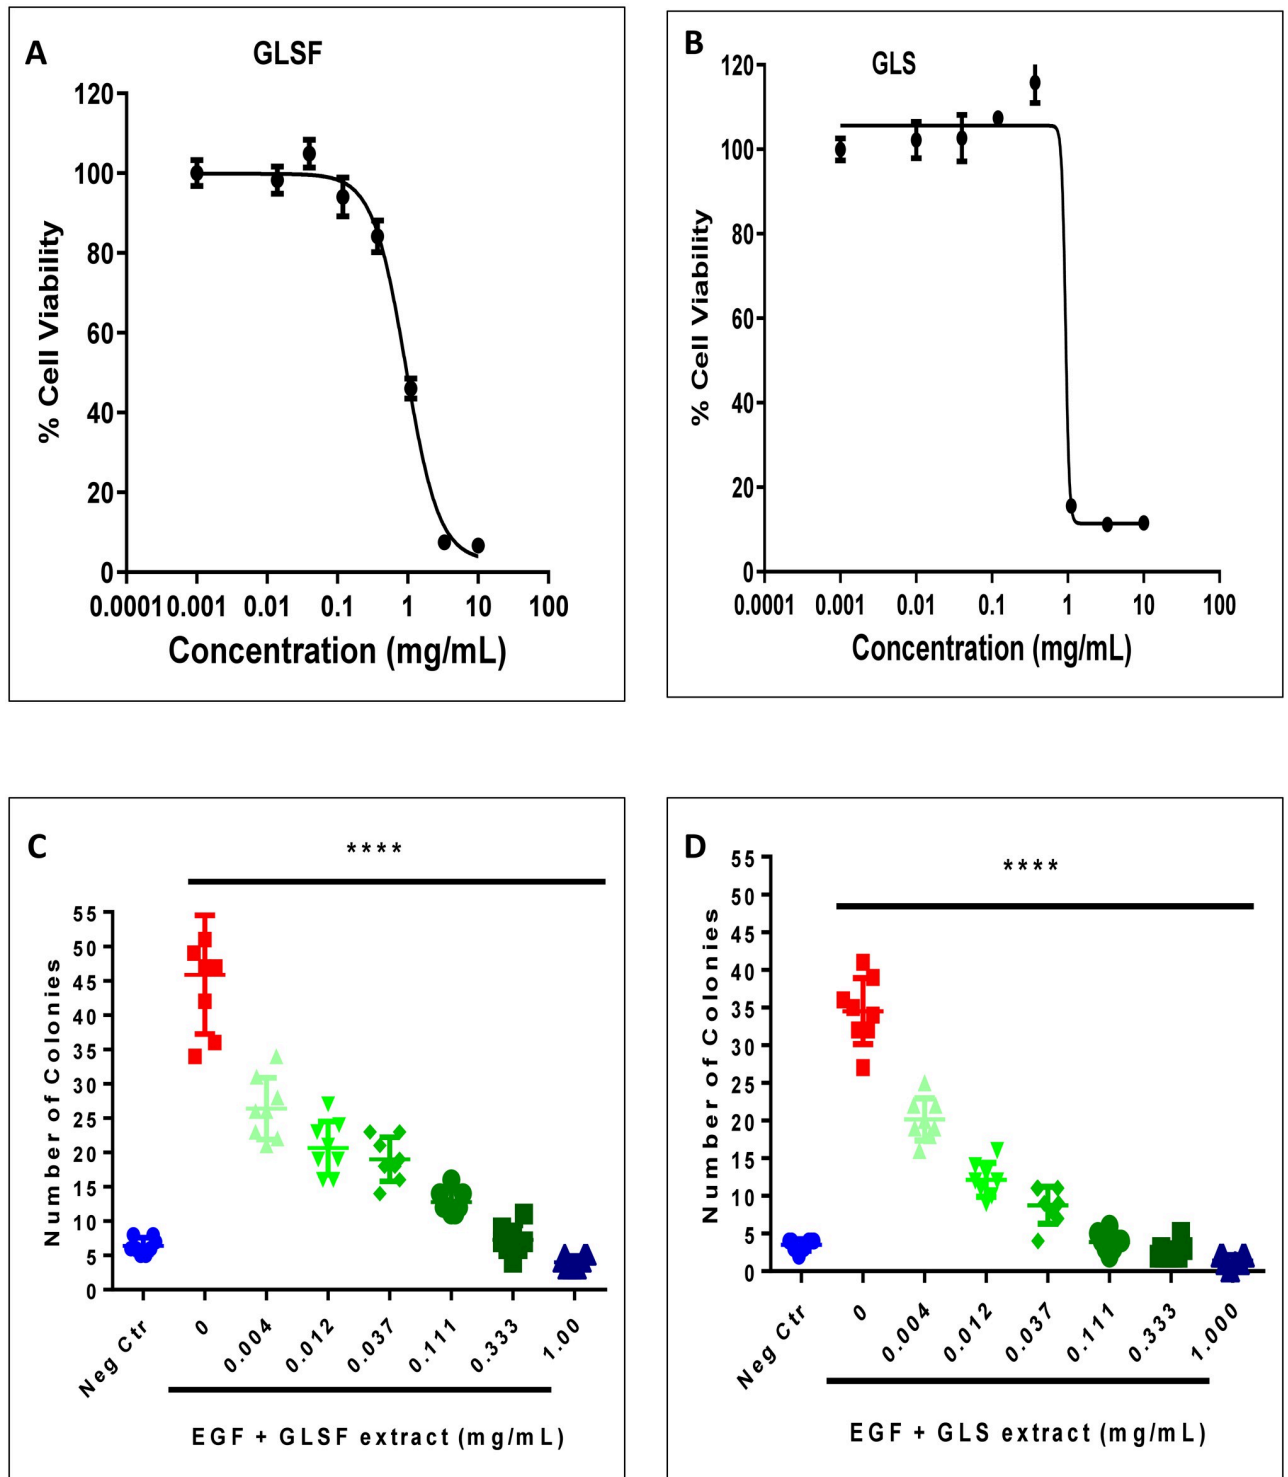 A
GLSF
120
100
80
60
40
20
0
% Cell Viability
0.0001 0.001 0.01 0.1 1 10 100
Concentration (mg/mL)
B
GLS
120
100
80
60
40
20
0
% Cell Viability
0.0001 0.001 0.01 0.1 1 10 100
Concentration (mg/mL)
C
****
55
50
45
40
35
30
25
20
15
10
5
0
Number of Colonies
Neg Ctr 0 0.004 0.012 0.037 0.111 0.333 1.00
EGF + GLSF extract (mg/mL)
D
****
55
50
45
40
35
30
25
20
15
10
5
0
Number of Colonies
Neg Ctr 0 0.004 0.012 0.037 0.111 0.333 1.000
EGF + GLS extract (mg/mL)